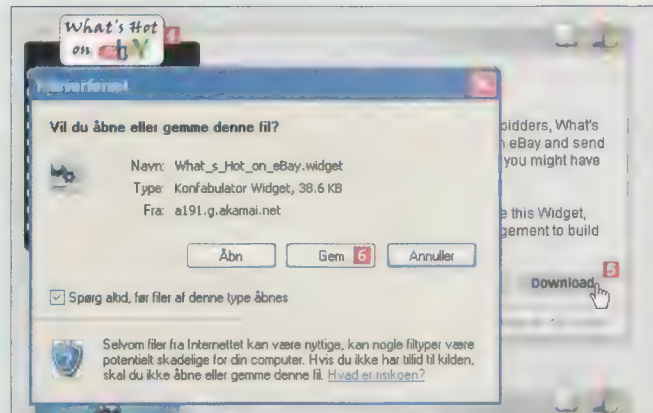 What's Hot
on 4
Vil du åbne eller gemme denne fil?
Navn: What_s_Hot_on_eBay.widget
Type: Konfabulator Widget, 38.6 KB
Fra: a191.g.akamai.net
Åbn
Gem 6
Annuller
Spørg altid, før filer af denne type åbnes
Selvom filer fra Internettet kan være nyttige, kan nogle filtyper være
potentielt skadelige for din computer. Hvis du ikke har tillid til kilden,
skal du ikke åbne eller gemme denne fil. Hvad er risikoen?
bidders, What's
eBay and send
you might have
this Widget,
gement to build
5
Download